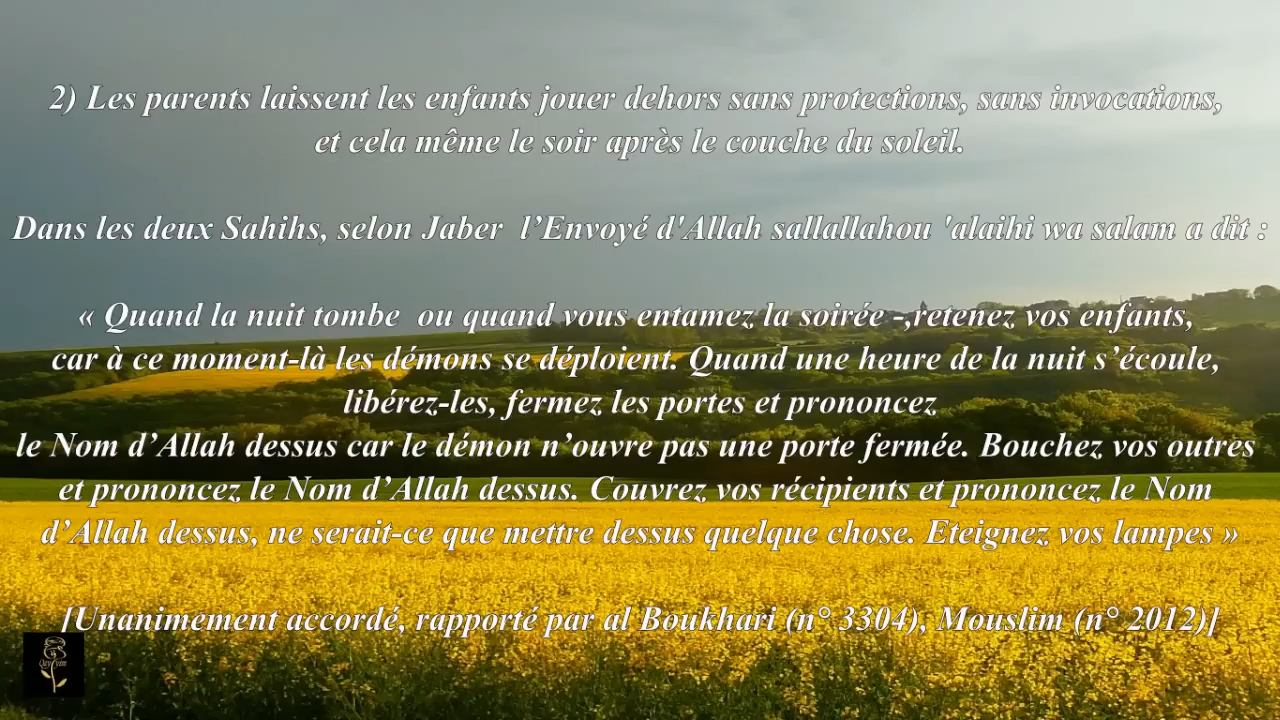 2) Les parents laissent les enfants jouer dehors sans protections, sans invocations,
et cela même le soir après le couche du soleil.
Dans les deux Sahihs, selon Jaber l’Envoyé d'Allah sallallahou 'alaihi wa salam a dit :
« Quand la nuit tombe ou quand vous entamez la soirée -,retenez vos enfants,
car à ce moment-là les démons se déploient. Quand une heure de la nuit s’écoule,
libérez-les, fermez les portes et prononcez
le Nom d’Allah dessus car le démon n’ouvre pas une porte fermée. Bouchez vos outres
et prononcez le Nom d’Allah dessus. Couvrez vos récipients et prononcez le Nom
d’Allah dessus, ne serait-ce que mettre dessus quelque chose. Eteignez vos lampes »
[Unanimement accordé, rapporté par al Boukhari (n° 3304), Mouslim (n° 2012)]